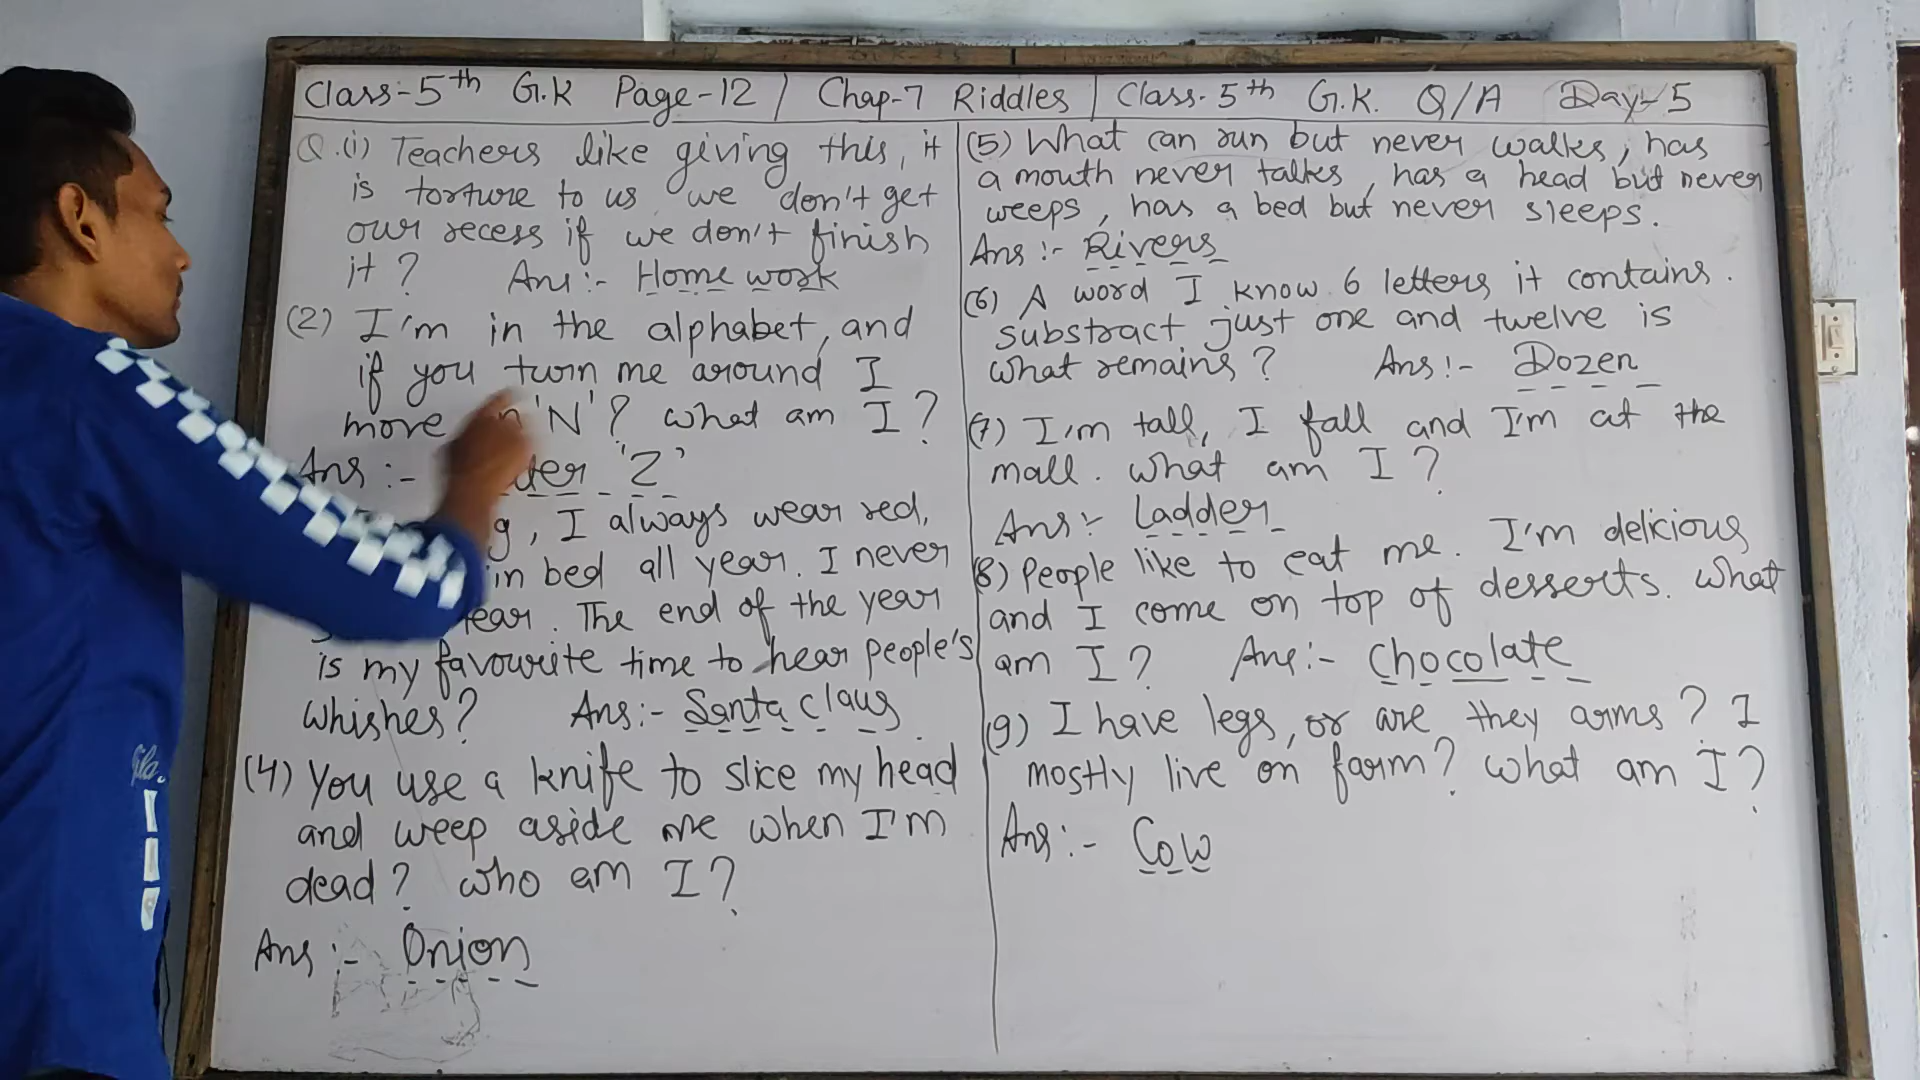 Class-5th G.K Page-12 / Chap-7 Riddles | Class-5th G.K. Q/A Day-5
Q.(i) Teachers like giving this, it
is torture to us we don't get
our recess if we don't finish
it? Ans:- Home work
(2) I'm in the alphabet, and
if you turn me around I
more 'N'? what am I?
Ans:- 'Z'
, I always wear red,
in bed all year. I never
The end of the year
is my favourite time to hear people's
whishes? Ans:- Santa claus
(4) You use a knife to slice my head
and weep aside me when I'm
dead? who am I?
Ans:- Onion
(5) What can run but never walks, has
a mouth never talks, has a head but never
weeps, has a bed but never sleeps.
Ans:- Rivers
(6) A word I know 6 letters it contains.
substract just one and twelve is
what remains? Ans:- Dozen
(7) I'm tall, I fall and I'm at the
mall. what am I?
Ans:- Ladder
(8) People like to eat me. I'm delicious
and I come on top of desserts. what
am I? Ans:- chocolate
(9) I have legs, or are they arms? I
mostly live on farm? what am I?
Ans:- Cow